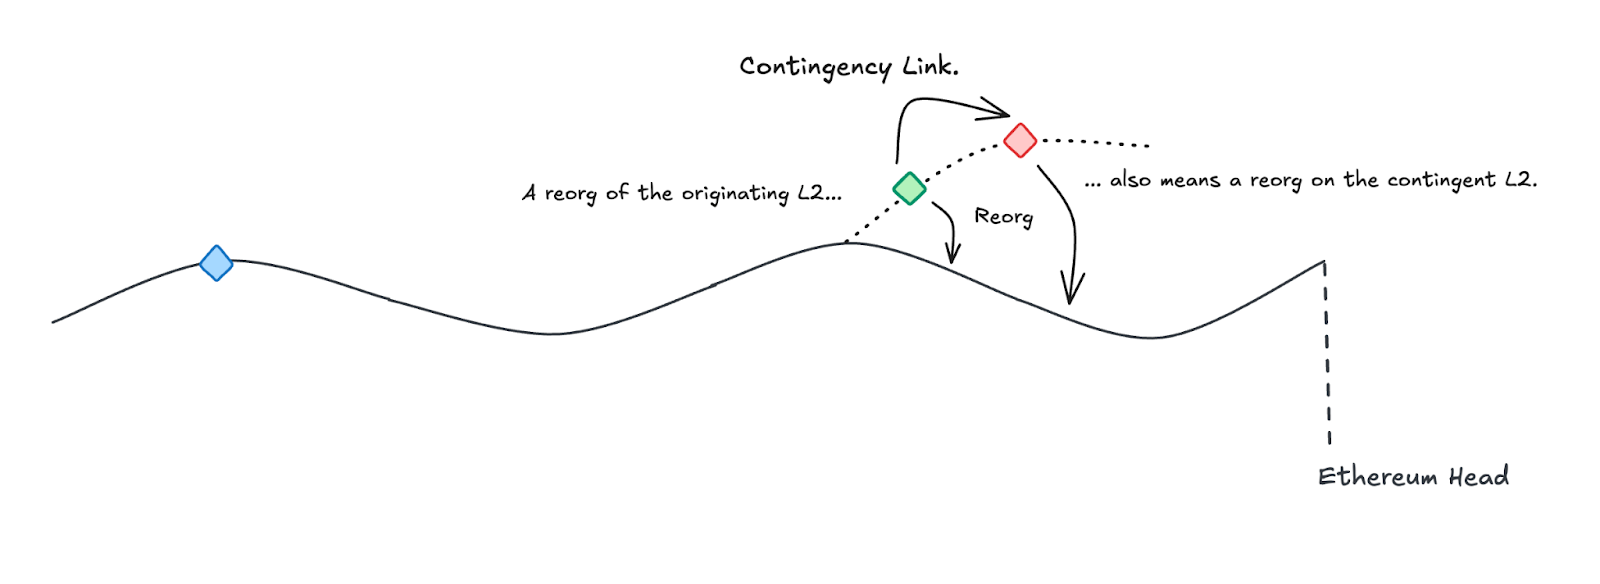 Contingency Link.
A reorg of the originating L2...
... also means a reorg on the contingent L2.
Reorg
Ethereum Head